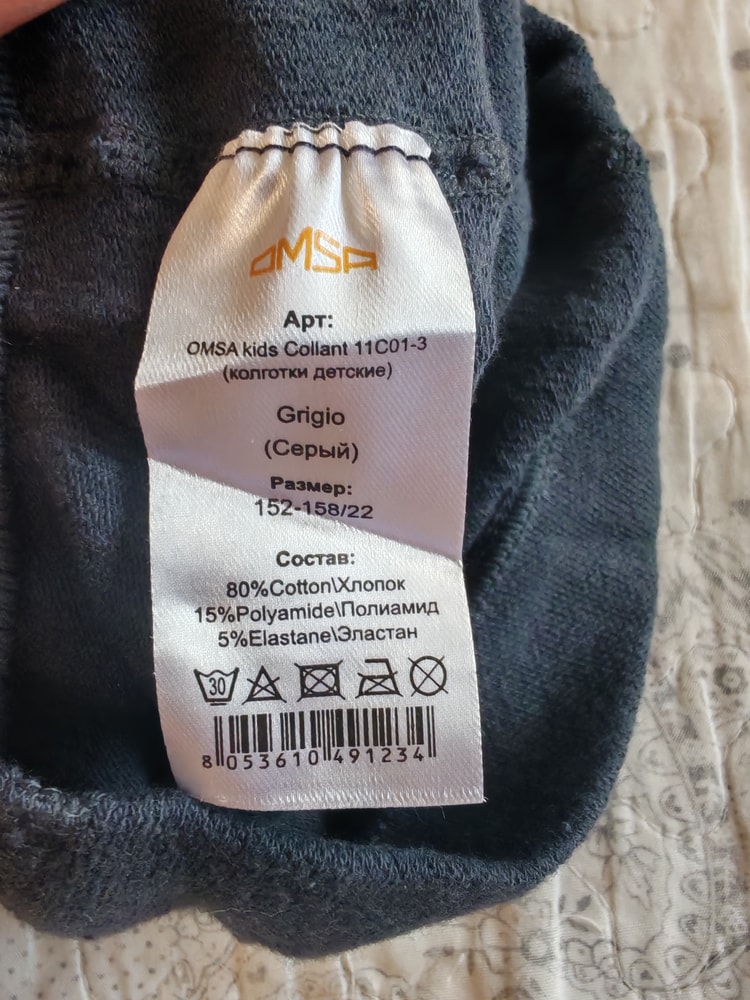 OMSA
Арт:
OMSA kids Collant 11C01-3
(колготки детские)
Grigio
(Серый)
Размер:
152-158/22
Состав:
80%Cotton\Хлопок
15%Polyamide\Полиамид
5%Elastane\Эластан
30
8 053610 491234